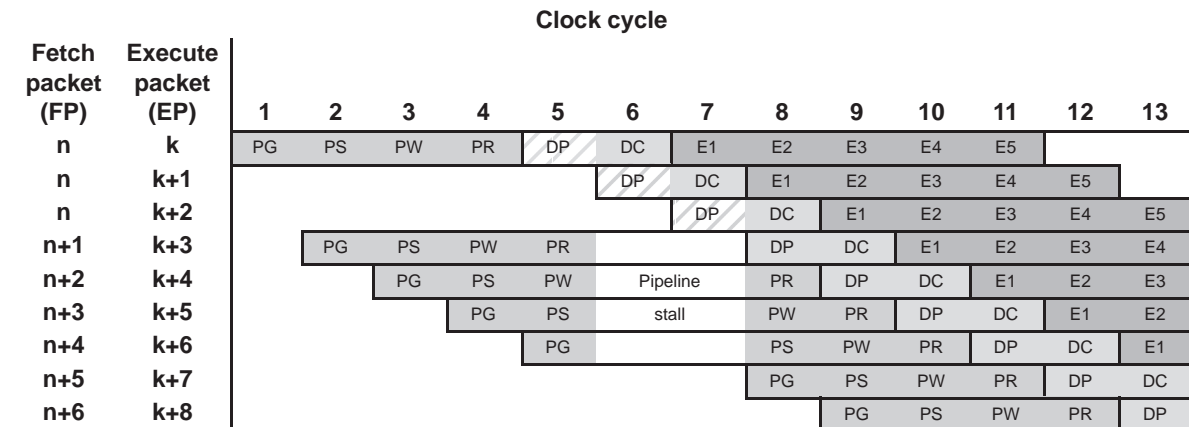 Clock cycle
Fetch Execute
packet packet
(FP) (EP) 1 2 3 4 5 6 7 8 9 10 11 12 13
n k PG PS PW PR DP DC E1 E2 E3 E4 E5
n k+1 DP DC E1 E2 E3 E4 E5
n k+2 DP DC E1 E2 E3 E4 E5
n+1 k+3 PG PS PW PR DP DC E1 E2 E3 E4
n+2 k+4 PG PS PW Pipeline PR DP DC E1 E2 E3
n+3 k+5 PG PS stall PW PR DP DC E1 E2
n+4 k+6 PG PS PW PR DP DC E1
n+5 k+7 PG PS PW PR DP DC
n+6 k+8 PG PS PW PR DP